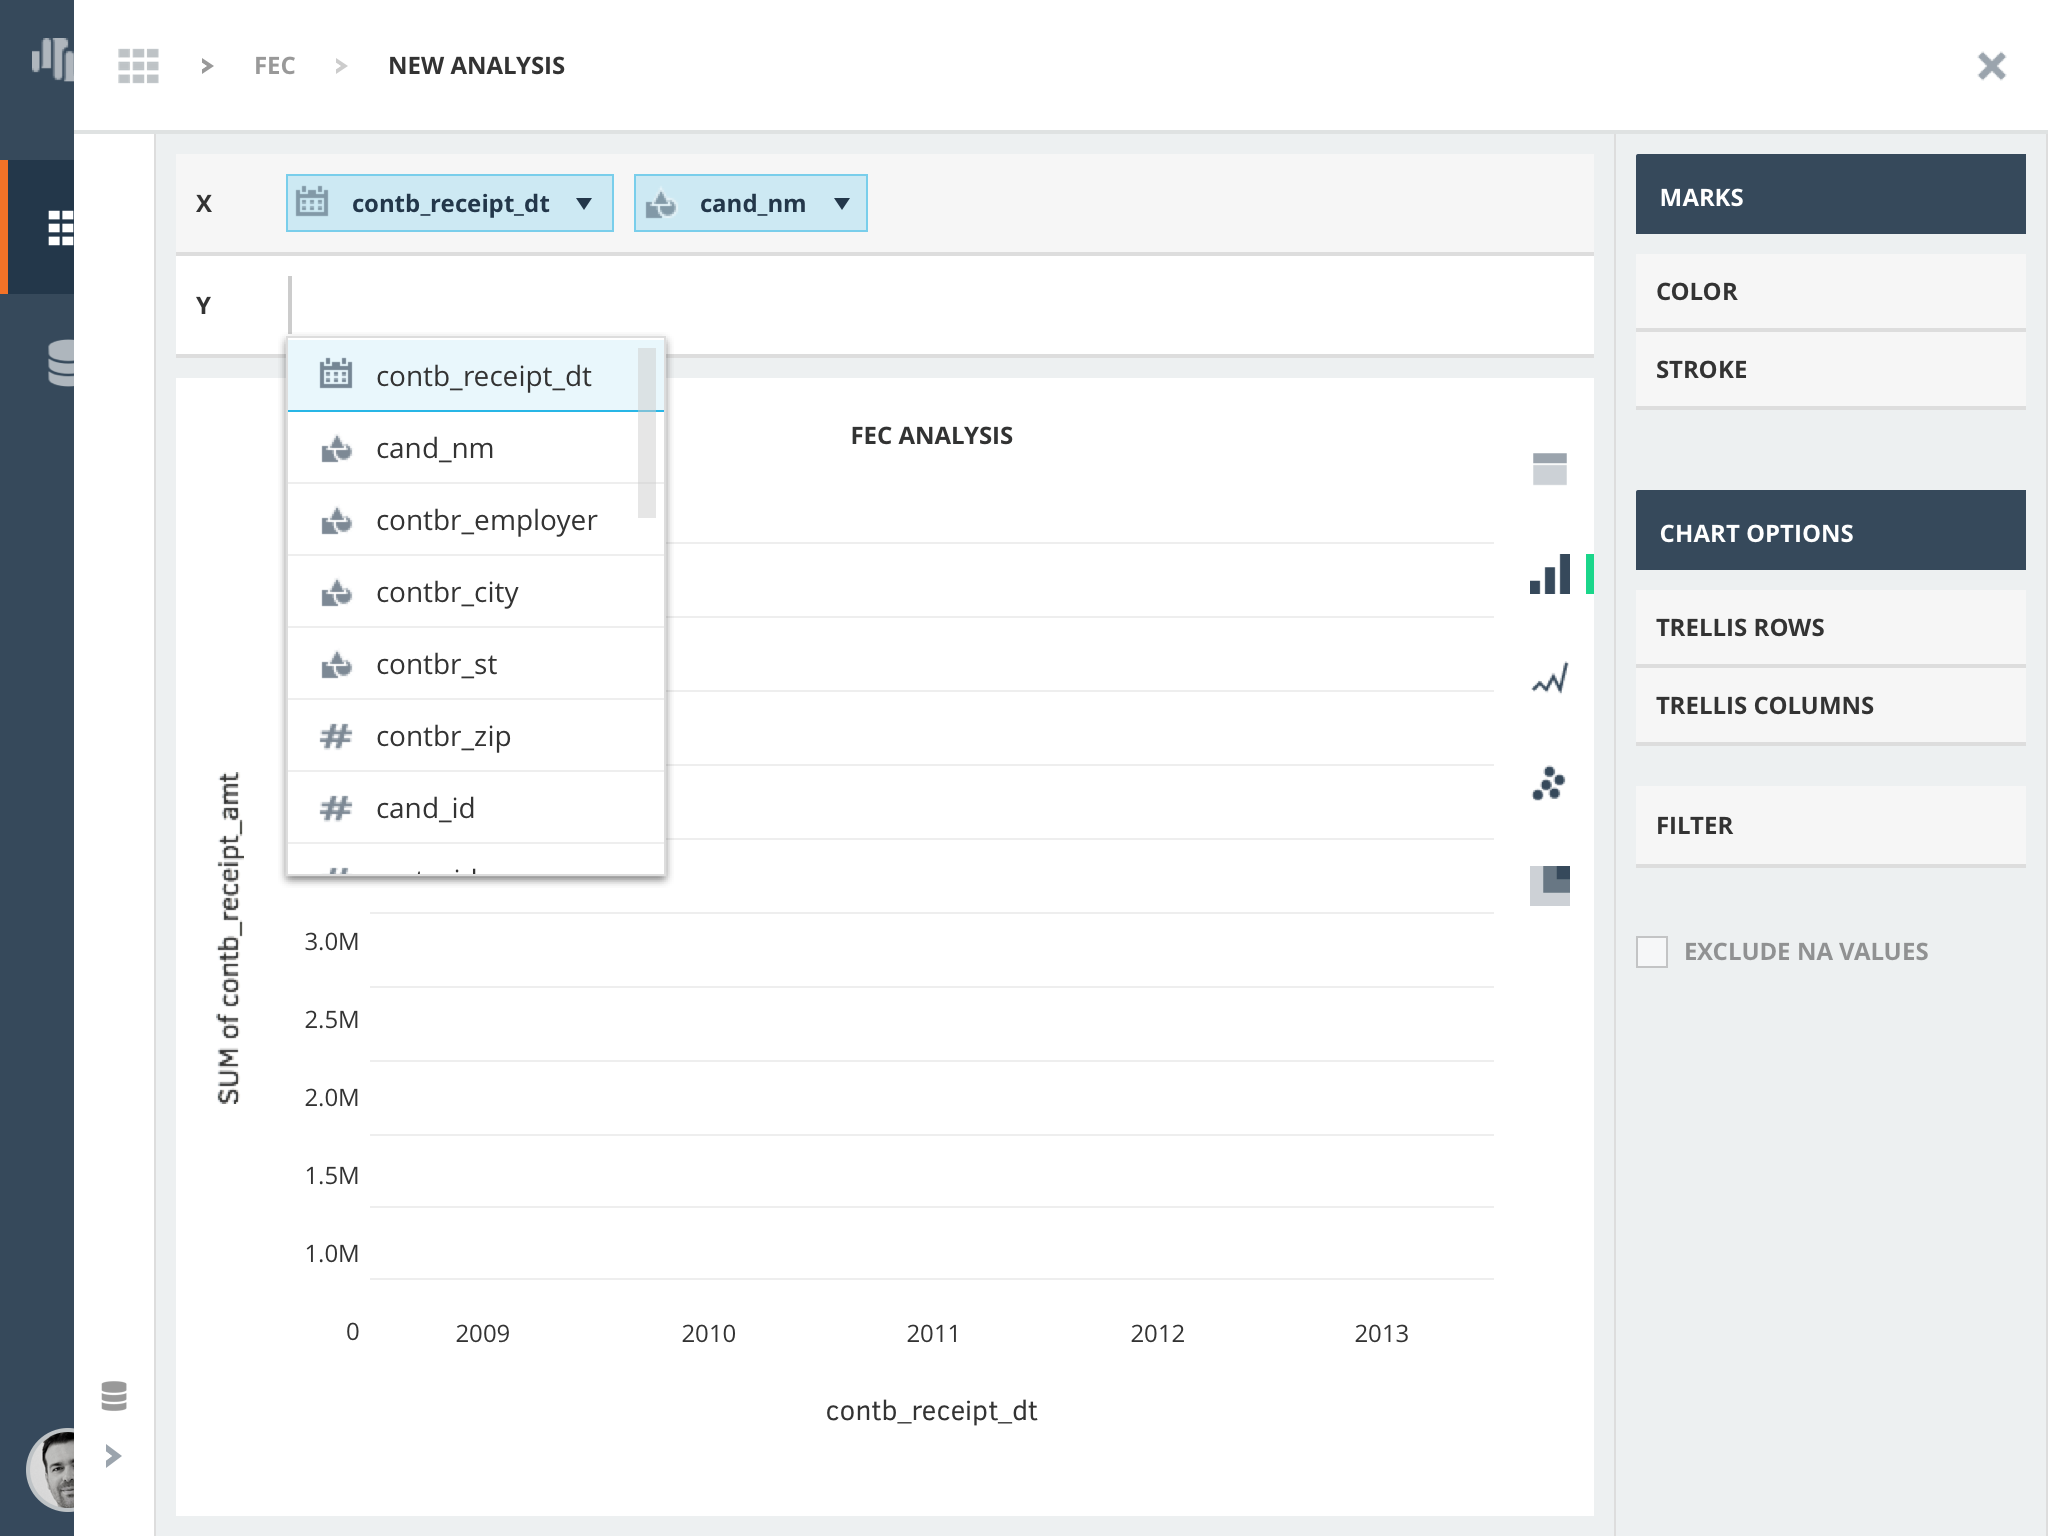 > FEC > NEW ANALYSIS
X contb_receipt_dt cand_nm
Y
contb_receipt_dt
cand_nm
contbr_employer
contbr_city
contbr_st
# contbr_zip
# cand_id
FEC ANALYSIS
SUM of contb_receipt_amt
3.0M
2.5M
2.0M
1.5M
1.0M
0
2009 2010 2011 2012 2013
contb_receipt_dt
MARKS
COLOR
STROKE
CHART OPTIONS
TRELLIS ROWS
TRELLIS COLUMNS
FILTER
EXCLUDE NA VALUES